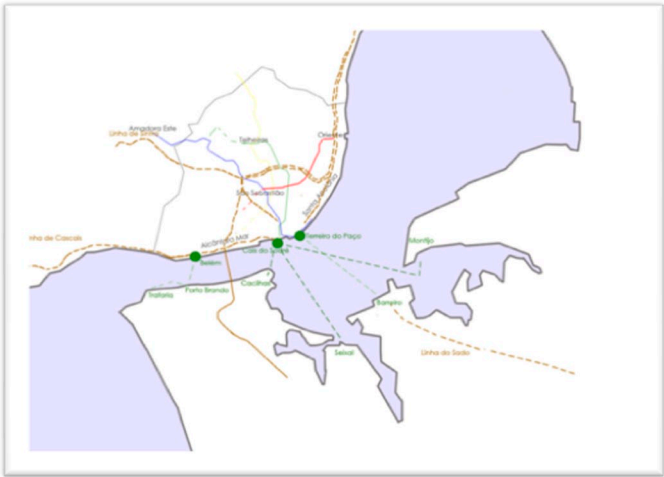 Amadora Este
Linha de Sintra
Telheiras
Oriente
São Sebastião
Santa Apolónia
nha de Cascais
Alcântara Mar
Cais do Sodré
Terreiro do Paço
Montijo
Belém
Cacilhas
Trafaria
Porto Brandão
Barreiro
Seixal
Linha do Sado